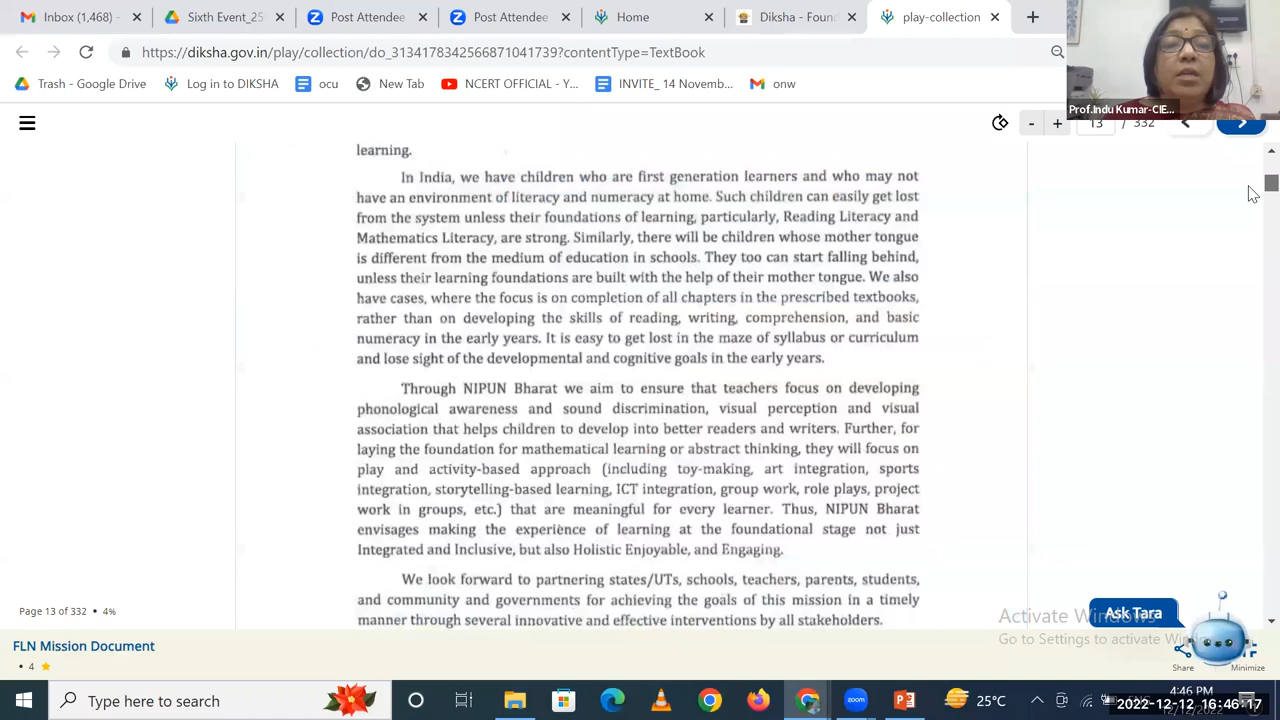 Inbox (1,468) -
Sixth Event_25
Post Attendee
Post Attendee
Home
Diksha - Foun
play-collection
https://diksha.gov.in/play/collection/do_31341783425668710417​39?contentType=TextBook
Trash - Google Drive
Log in to DIKSHA
ocu
New Tab
NCERT OFFICIAL - Y...
INVITE_ 14 Novemb...
onw
Prof.Indu Kumar-CIE...
- + 13 / 332 < >
learning.
In India, we have children who are first generation learners and who may not
have an environment of literacy and numeracy at home. Such children can easily get lost
from the system unless their foundations of learning, particularly, Reading Literacy and
Mathematics Literacy, are strong. Similarly, there will be children whose mother tongue
is different from the medium of education in schools. They too can start falling behind,
unless their learning foundations are built with the help of their mother tongue. We also
have cases, where the focus is on completion of all chapters in the prescribed textbooks,
rather than on developing the skills of reading, writing, comprehension, and basic
numeracy in the early years. It is easy to get lost in the maze of syllabus or curriculum
and lose sight of the developmental and cognitive goals in the early years.
Through NIPUN Bharat we aim to ensure that teachers focus on developing
phonological awareness and sound discrimination, visual perception and visual
association that helps children to develop into better readers and writers. Further, for
laying the foundation for mathematical learning or abstract thinking, they will focus on
play and activity-based approach (including toy-making, art integration, sports
integration, storytelling-based learning, ICT integration, group work, role plays, project
work in groups, etc.) that are meaningful for every learner. Thus, NIPUN Bharat
envisages making the experience of learning at the foundational stage not just
Integrated and Inclusive, but also Holistic Enjoyable, and Engaging.
We look forward to partnering states/UTs, schools, teachers, parents, students,
and community and governments for achieving the goals of this mission in a timely
manner through several innovative and effective interventions by all stakeholders.
Page 13 of 332 • 4%
Ask Tara
Activate Windows
Go to Settings to activate Win
FLN Mission Document
• 4
Share
Minimize
Type here to search
25°C
4:46 PM
2022-12-12 16:46:17